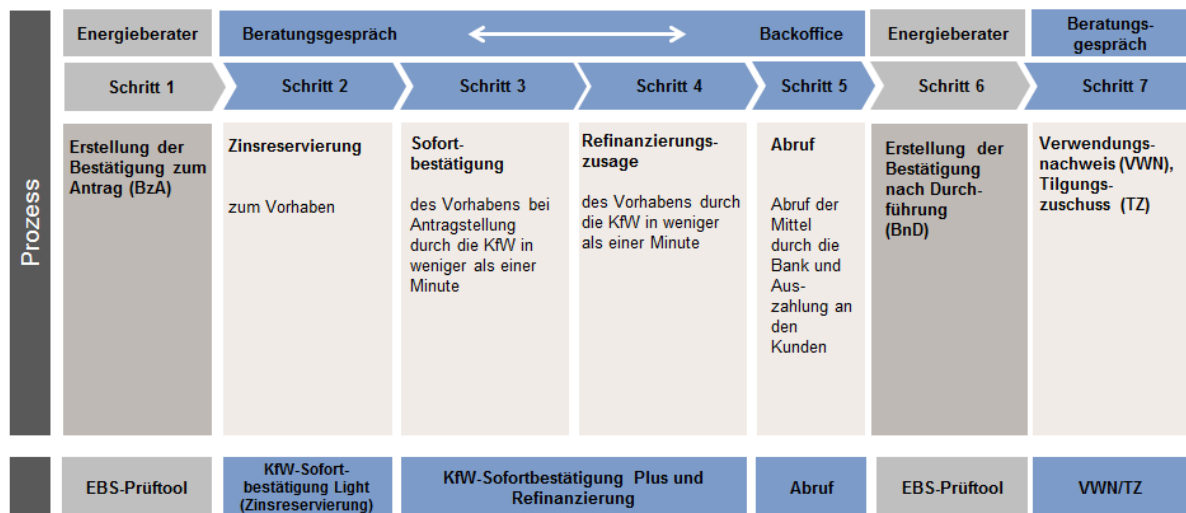 Prozess
Energieberater
Beratungsgespräch
Backoffice
Energieberater
Beratungs-
gespräch
Schritt 1
Schritt 2
Schritt 3
Schritt 4
Schritt 5
Schritt 6
Schritt 7
Erstellung der
Bestätigung zum
Antrag (BzA)
Zinsreservierung
zum Vorhaben
Sofort
bestätigung
des Vorhabens bei
Antragstellung
durch die KfW in
weniger als einer
Minute
Refinanzierungs
zusage
des Vorhabens durch
die KfW in weniger
als einer Minute
Abruf
Abruf der
Mittel
durch die
Bank und
Aus-
zahlung an
den
Kunden
Erstellung der
Bestätigung
nach Durch-
führung
(BnD)
Verwendungs-
nachweis (VWN),
Tilgungs-
zuschuss (TZ)
EBS-Prüftool
KfW-Sofort-
bestätigung Light
(Zinsreservierung)
KfW-Sofortbestätigung Plus und
Refinanzierung
Abruf
EBS-Prüftool
VWN/TZ